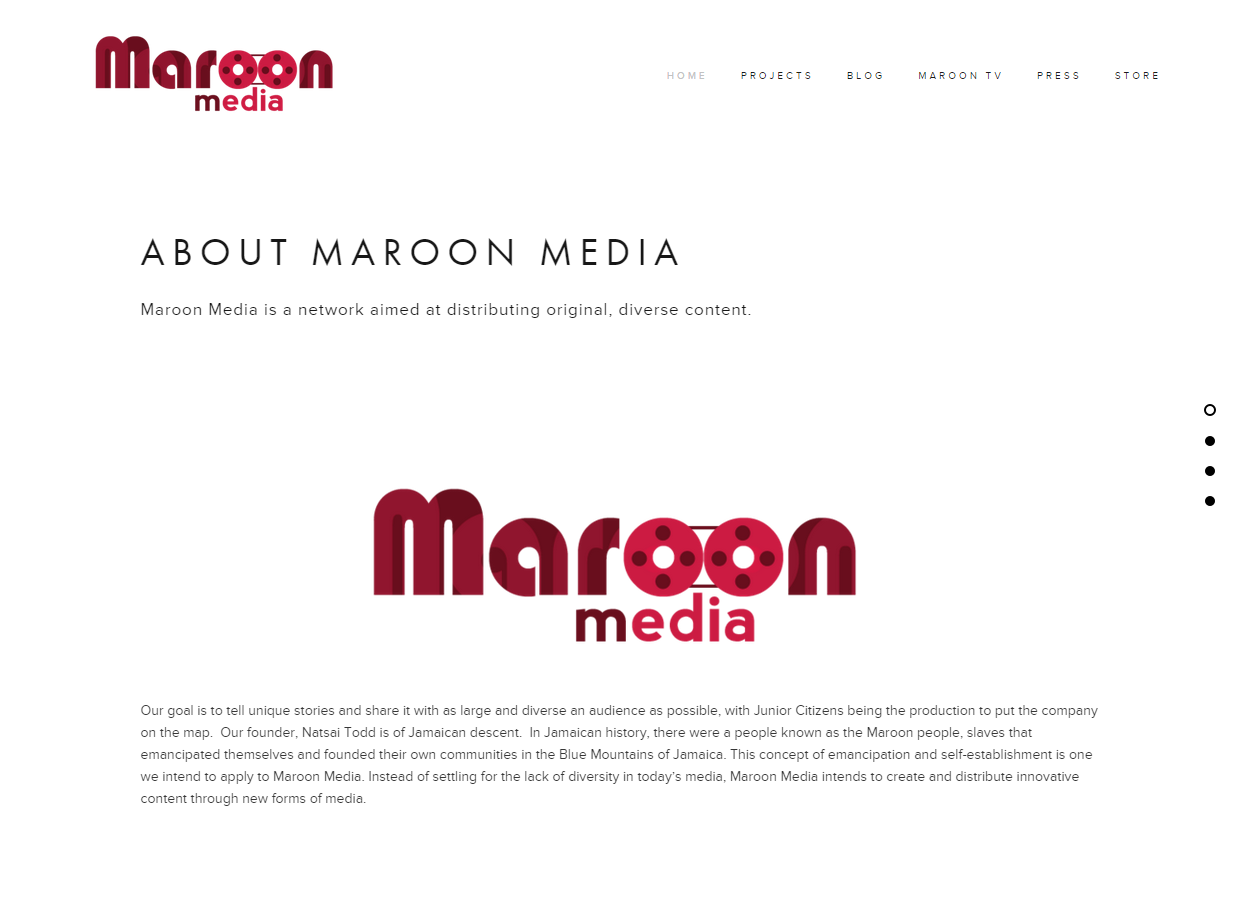 Maroon
media
HOME PROJECTS BLOG MAROON TV PRESS STORE
ABOUT MAROON MEDIA
Maroon Media is a network aimed at distributing original, diverse content.
Maroon
media
Our goal is to tell unique stories and share it with as large and diverse an audience as possible, with Junior Citizens being the production to put the company
on the map.  Our founder, Natsai Todd is of Jamaican descent.  In Jamaican history, there were a people known as the Maroon people, slaves that
emancipated themselves and founded their own communities in the Blue Mountains of Jamaica. This concept of emancipation and self-establishment is one
we intend to apply to Maroon Media. Instead of settling for the lack of diversity in today's media, Maroon Media intends to create and distribute innovative
content through new forms of media.